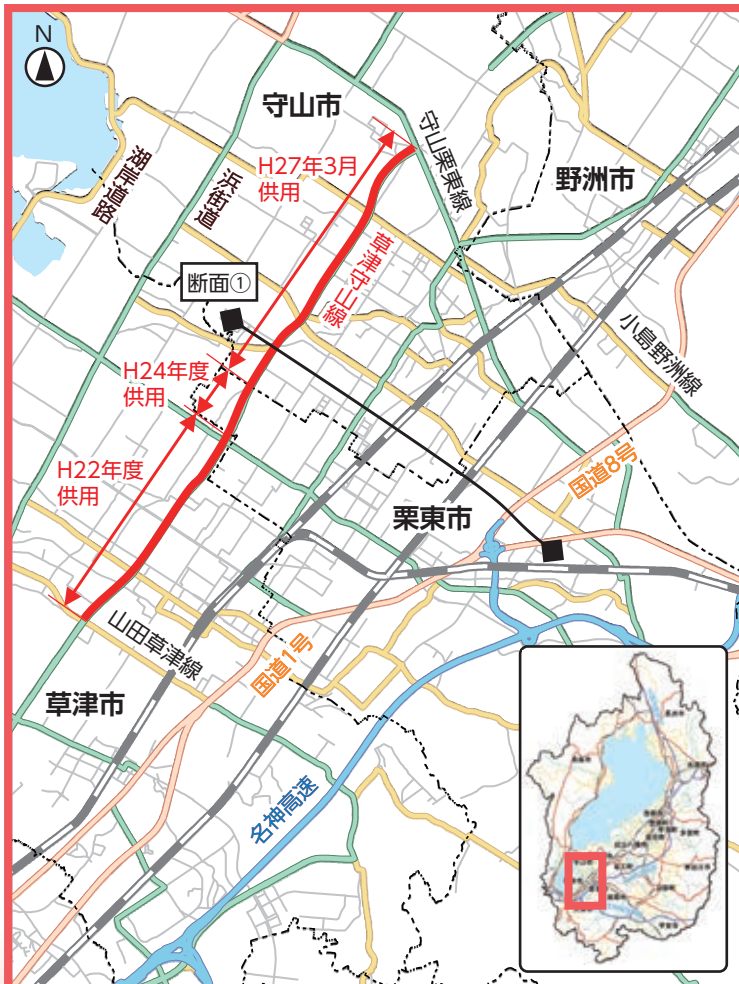 N
守山市
H27年3月
供用
守山栗東線
野洲市
湖岸道路
浜街道
草津守山線
断面①
小島野洲線
H24年度
供用
国道8号
H22年度
供用
栗東市
山田草津線
国道1号
草津市
名神高速